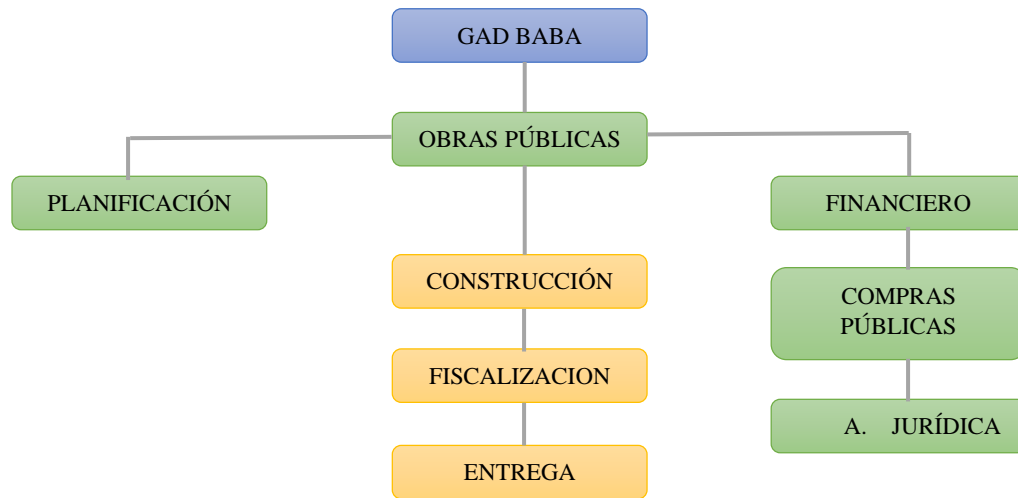 GAD BABA
OBRAS PÚBLICAS
PLANIFICACIÓN
FINANCIERO
CONSTRUCCIÓN
COMPRAS
PÚBLICAS
FISCALIZACION
A. JURÍDICA
ENTREGA